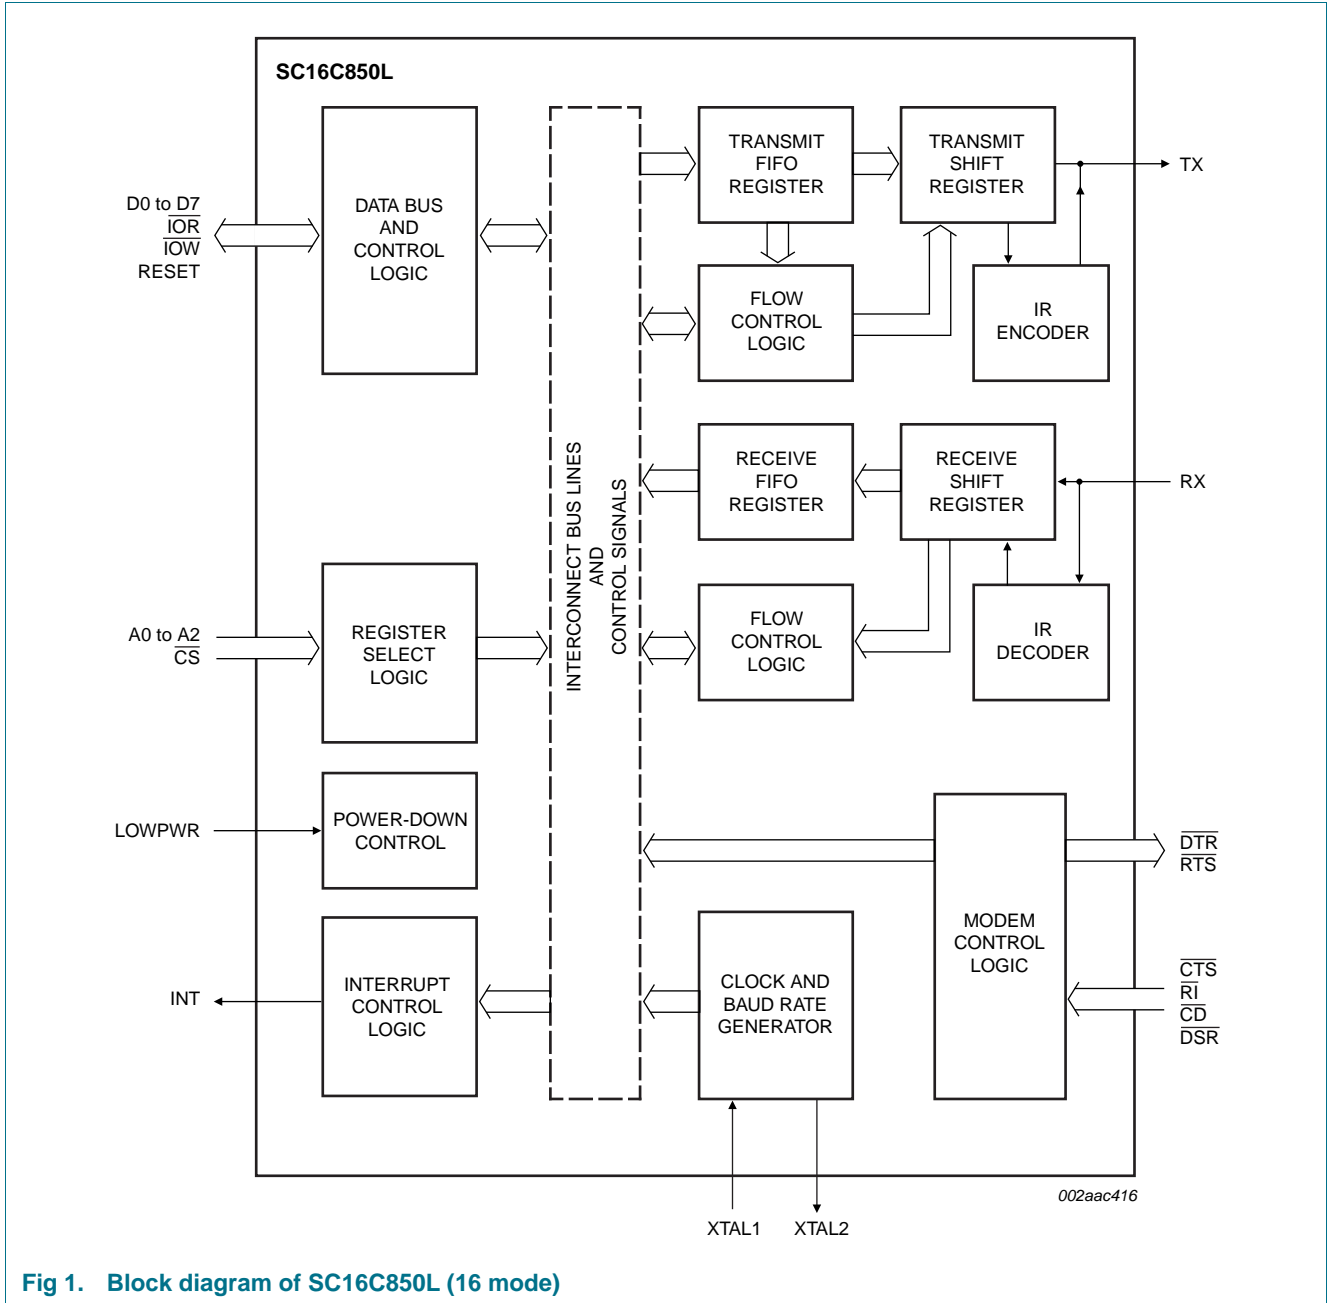 SC16C850L
D0 to D7
IOR
IOW
RESET
DATA BUS
AND
CONTROL
LOGIC
TRANSMIT
FIFO
REGISTER
TRANSMIT
SHIFT
REGISTER
TX
FLOW
CONTROL
LOGIC
IR
ENCODER
INTERCONNECT BUS LINES
AND
CONTROL SIGNALS
RECEIVE
FIFO
REGISTER
RECEIVE
SHIFT
REGISTER
RX
A0 to A2
CS
REGISTER
SELECT
LOGIC
FLOW
CONTROL
LOGIC
IR
DECODER
LOWPWR
POWER-DOWN
CONTROL
DTR
RTS
MODEM
CONTROL
LOGIC
INT
INTERRUPT
CONTROL
LOGIC
CLOCK AND
BAUD RATE
GENERATOR
CTS
RI
CD
DSR
XTAL1
XTAL2
002aac416
Fig 1. Block diagram of SC16C850L (16 mode)